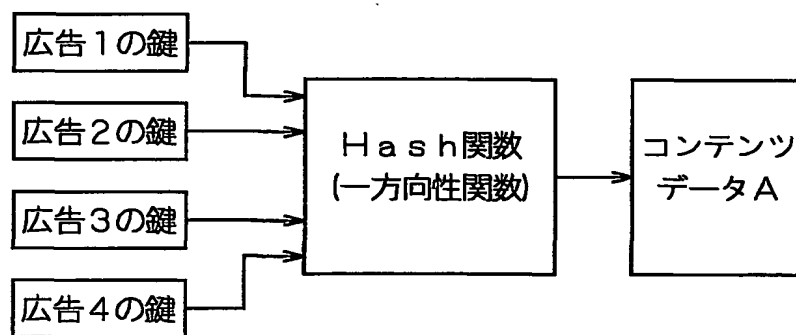 広告1の鍵
広告2の鍵
広告3の鍵
広告4の鍵
Hash関数
(一方向性関数)
コンテンツ
データA